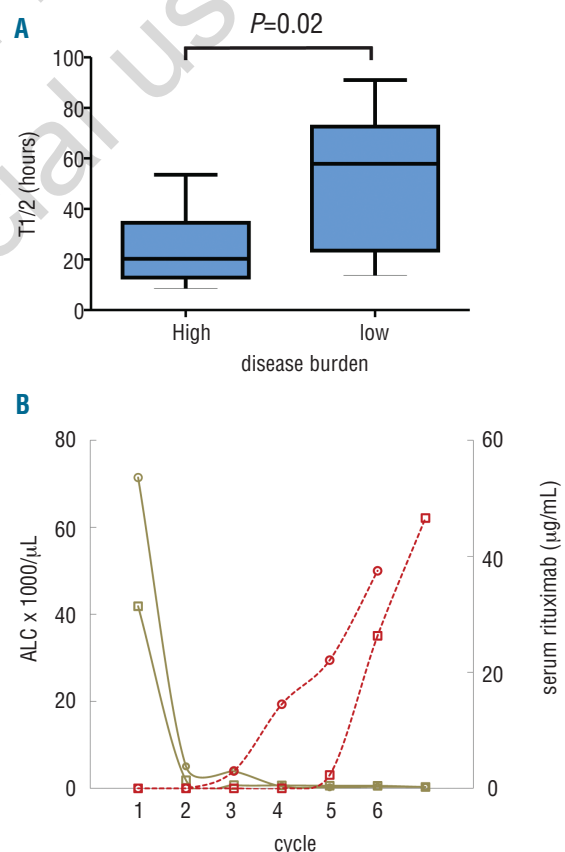 A
P=0.02
cial us
100
80
60
40
20
0
T1/2 (hours)
High low
disease burden
B
80
60
40
20
0
ALC x 1000/μL
60
40
20
0
serum rituximab (μg/mL)
1 2 3 4 5 6
cycle